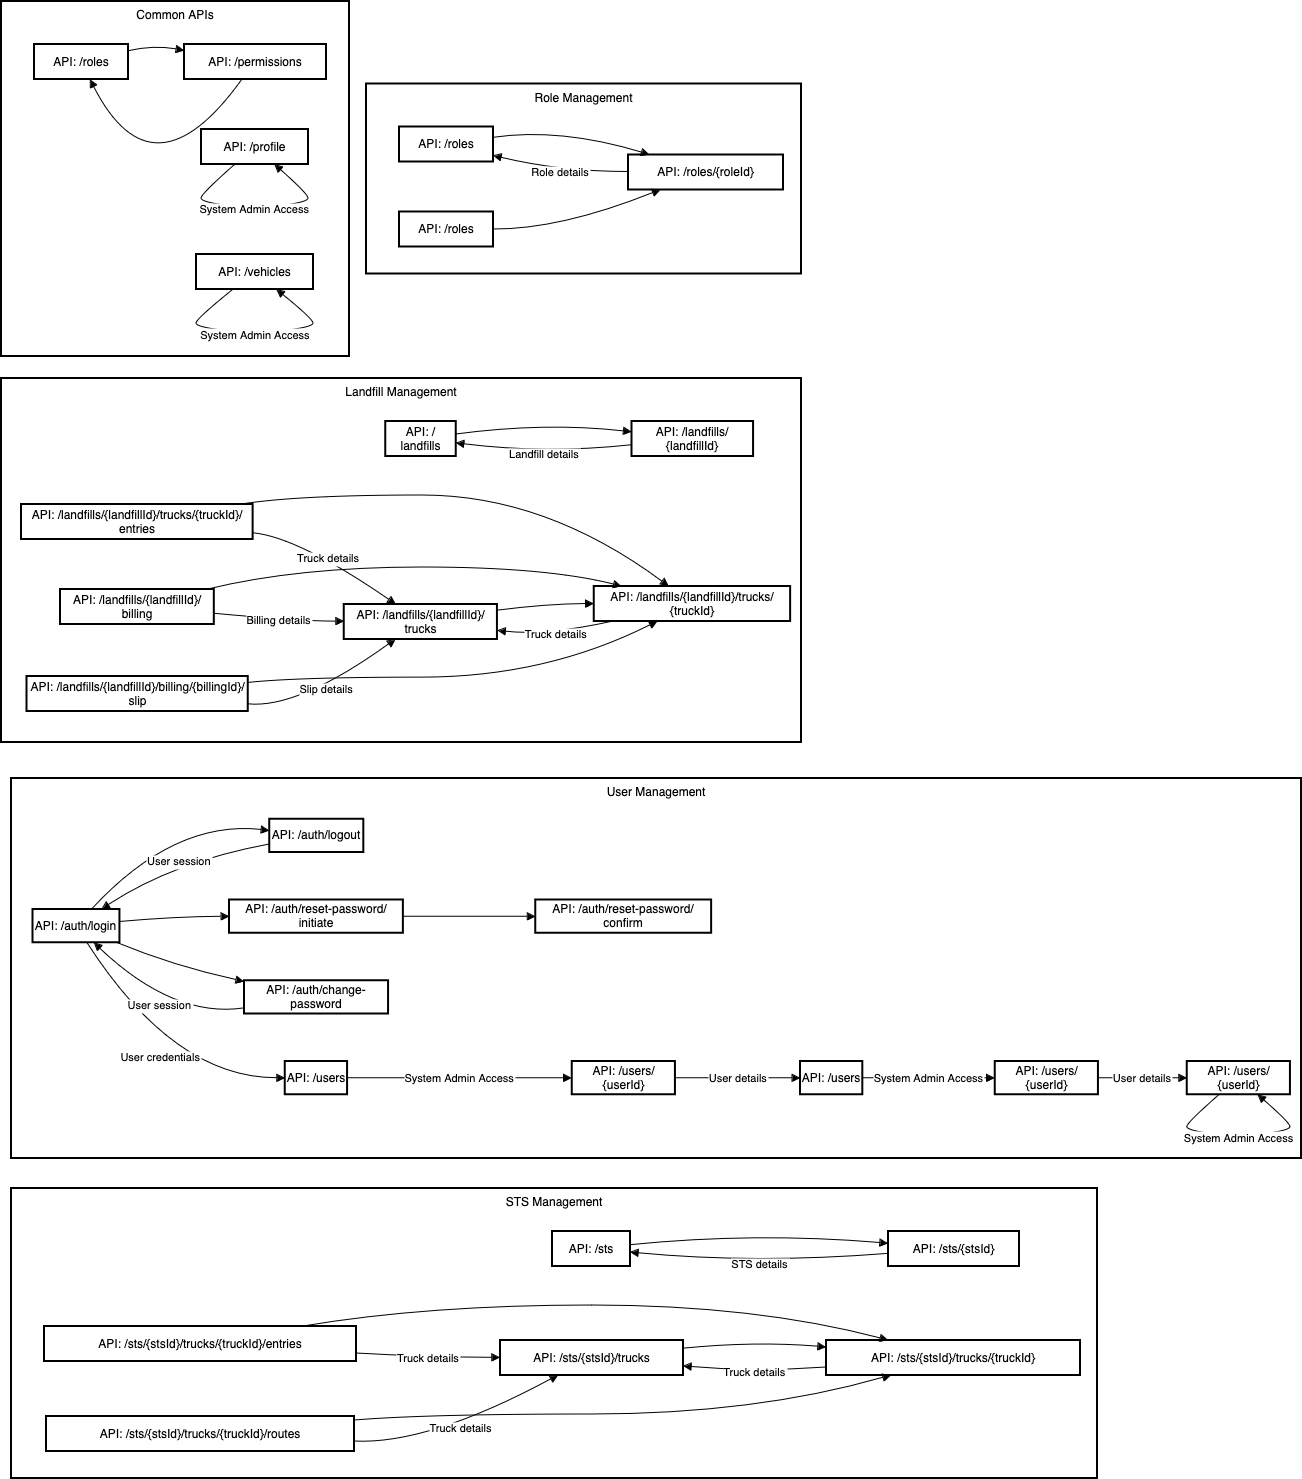 Common APIs
API: /roles
API: /permissions
API: /profile
System Admin Access
API: /vehicles
System Admin Access
Role Management
API: /roles
API: /roles/{roleId}
Role details
API: /roles
Landfill Management
API: /
landfills
API: /landfills/
{landfillId}
Landfill details
API: /landfills/{landfillId}/trucks/{truckId}/
entries
Truck details
API: /landfills/{landfillId}/
billing
Billing details
API: /landfills/{landfillId}/
trucks
API: /landfills/{landfillId}/trucks/
{truckId}
Truck details
API: /landfills/{landfillId}/billing/{billingId}/
slip
Slip details
User Management
API: /auth/logout
User session
API: /auth/login
API: /auth/reset-password/
initiate
API: /auth/reset-password/
confirm
API: /auth/change-
password
User session
User credentials
API: /users
System Admin Access
API: /users/
{userId}
User details
API: /users
System Admin Access
API: /users/
{userId}
User details
API: /users/
{userId}
System Admin Access
STS Management
API: /sts
API: /sts/{stsId}
STS details
API: /sts/{stsId}/trucks/{truckId}/entries
Truck details
API: /sts/{stsId}/trucks
API: /sts/{stsId}/trucks/{truckId}
Truck details
API: /sts/{stsId}/trucks/{truckId}/routes
Truck details